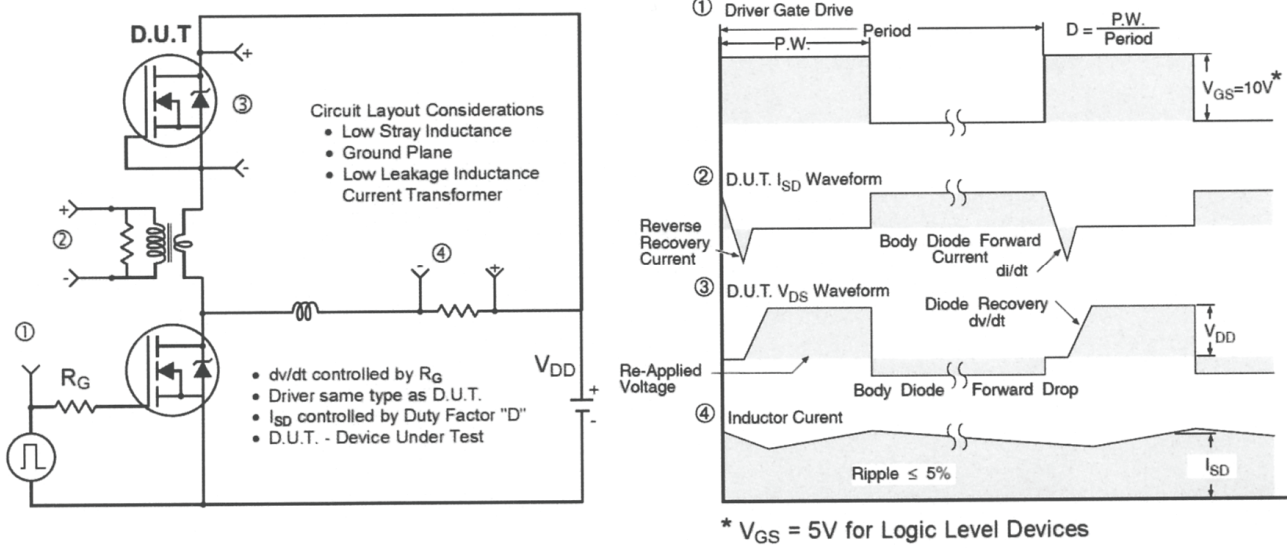 D.U.T
+
③
-
Circuit Layout Considerations
• Low Stray Inductance
• Ground Plane
• Low Leakage Inductance
Current Transformer
+
②
-
④
- +
①
RG
• dv/dt controlled by RG
• Driver same type as D.U.T.
• ISD controlled by Duty Factor "D"
• D.U.T. - Device Under Test
VDD
+
-
① Driver Gate Drive
P.W.
Period
D = P.W.
Period
VGS=10V*
② D.U.T. ISD Waveform
Reverse
Recovery
Current
Body Diode Forward
Current
di/dt
③ D.U.T. VDS Waveform
Diode Recovery
dv/dt
VDD
Re-Applied
Voltage
Body Diode Forward Drop
④ Inductor Curent
Ripple ≤ 5%
ISD
* VGS = 5V for Logic Level Devices